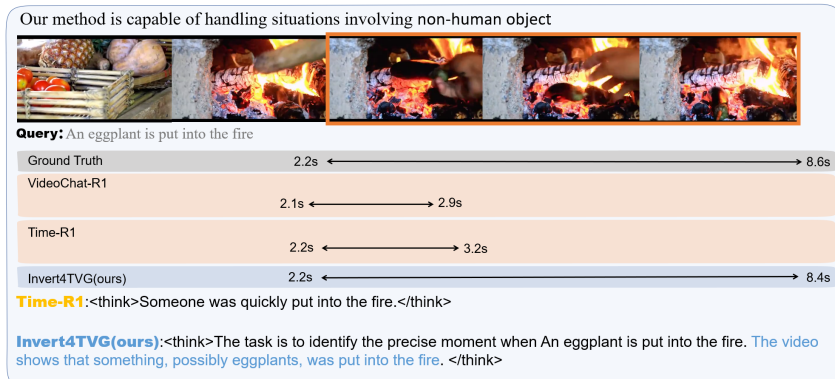 Our method is capable of handling situations involving non-human object
Query: An eggplant is put into the fire
Ground Truth 2.2s 8.6s
VideoChat-R1
2.1s 2.9s
Time-R1
2.2s 3.2s
Invert4TVG(ours) 2.2s 8.4s
Time-R1:<think>Someone was quickly put into the fire.</think>
Invert4TVG(ours):<think>The task is to identify the precise moment when An eggplant is put into the fire. The video
shows that something, possibly eggplants, was put into the fire. </think>